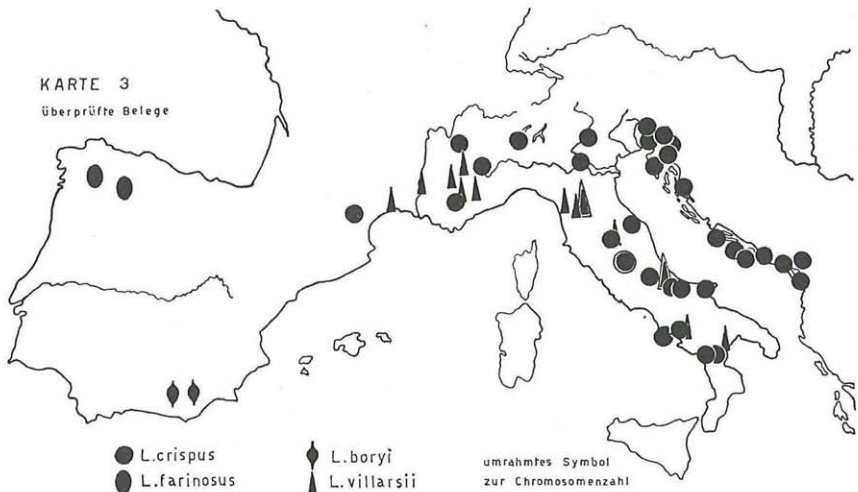 KARTE 3
überprüfte Belege
L.crispus
L.farinosus
L.boryi
L.villarsii
umrahmtes Symbol
zur Chromosomenzahl